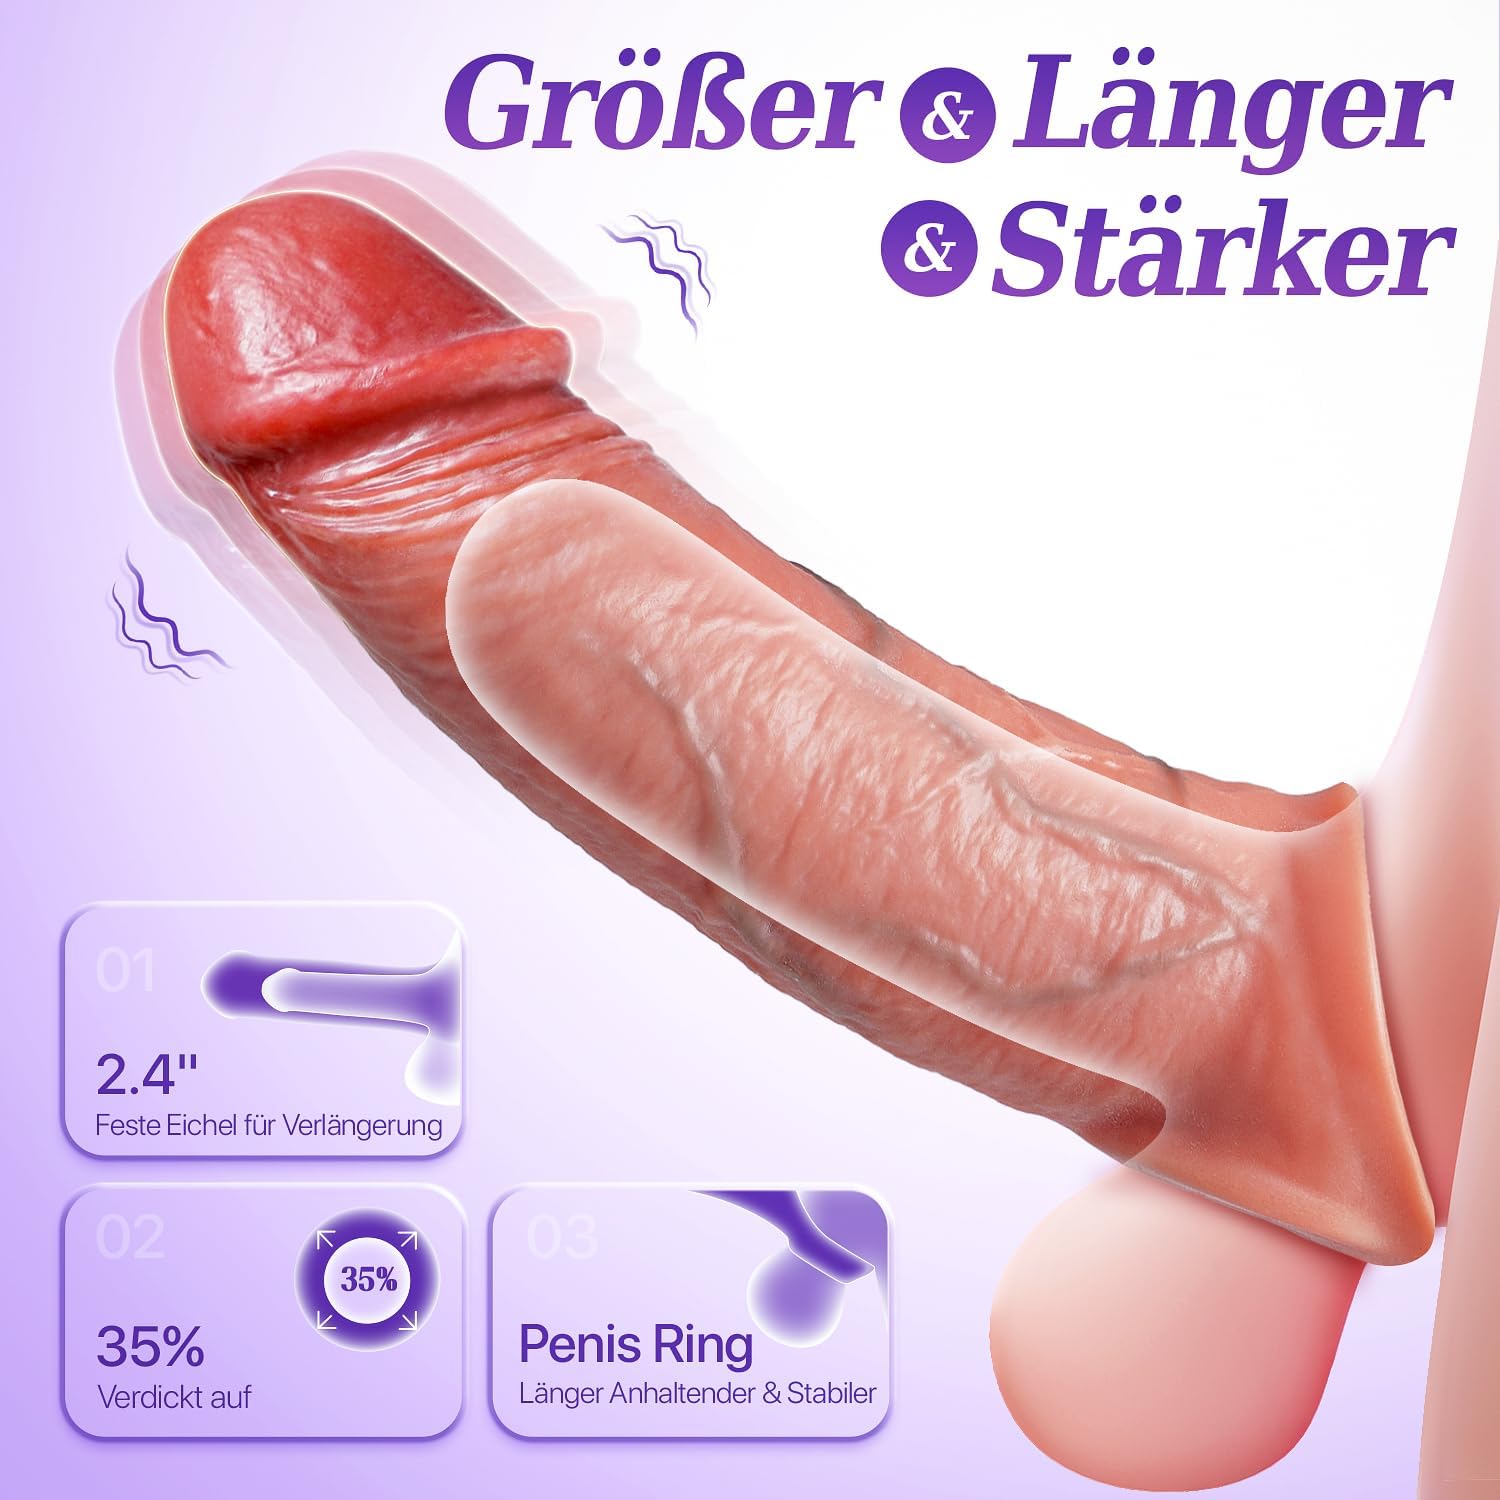 Größer & Länger
& Stärker
01
2.4"
Feste Eichel für Verlängerung
02
35%
35%
Verdickt auf
03
Penis Ring
Länger Anhaltender & Stabiler